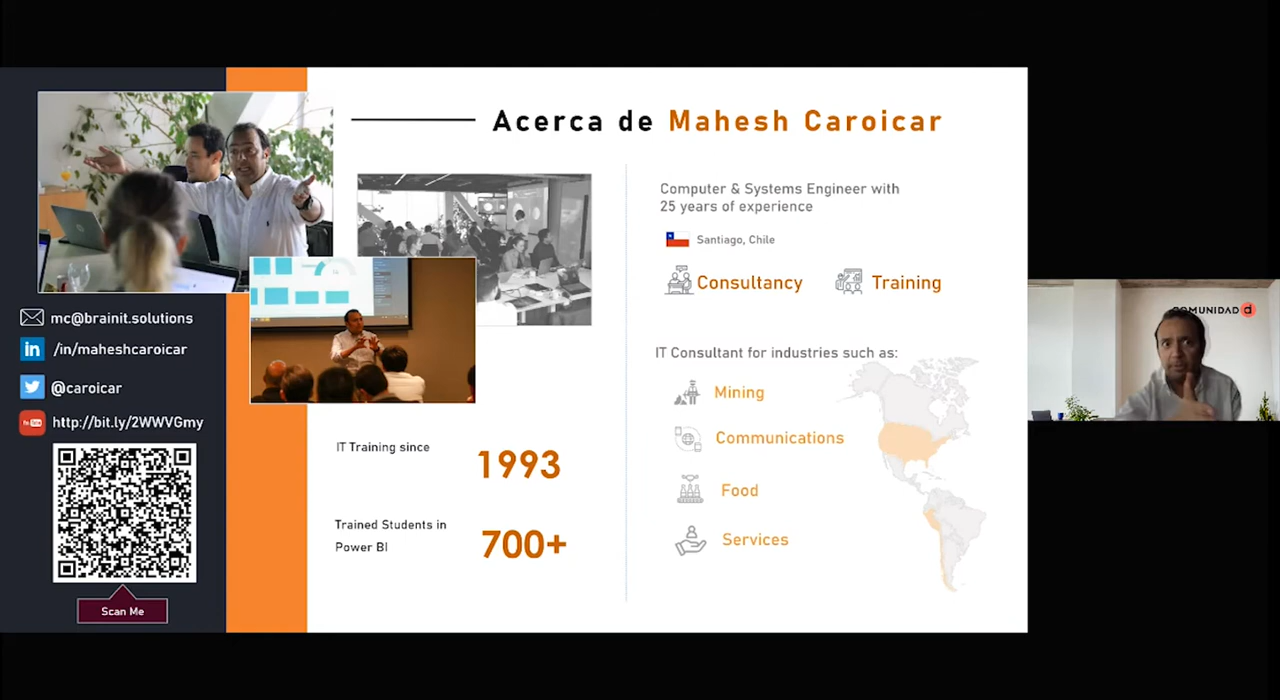 Acerca de Mahesh Caroicar
mc@brainit.solutions
in /in/maheshcaroicar
@caroicar
http://bit.ly/2WWVGmy
Scan Me
IT Training since
1993
Trained Students in
Power BI
700+
Computer & Systems Engineer with
25 years of experience
Santiago, Chile
Consultancy
Training
IT Consultant for industries such as:
Mining
Communications
Food
Services
COMUNIDAD d